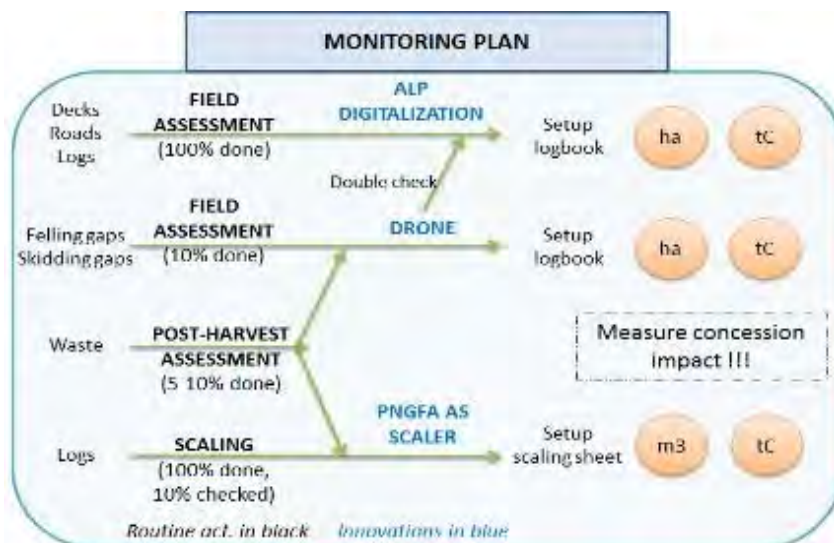 MONITORING PLAN
Decks
Roads
Logs
FIELD
ASSESSMENT
(100% done)
ALP
DIGITALIZATION
Setup
logbook
ha
tC
Double check
Felling gaps
Skidding gaps
FIELD
ASSESSMENT
(10% done)
DRONE
Setup
logbook
ha
tC
Waste
POST-HARVEST
ASSESSMENT
(5 10% done)
Measure concession
impact !!!
Logs
SCALING
(100% done,
10% checked)
PNGFA AS
SCALER
Setup
scaling sheet
m3
tC
Routine act. in black
Innovations in blue